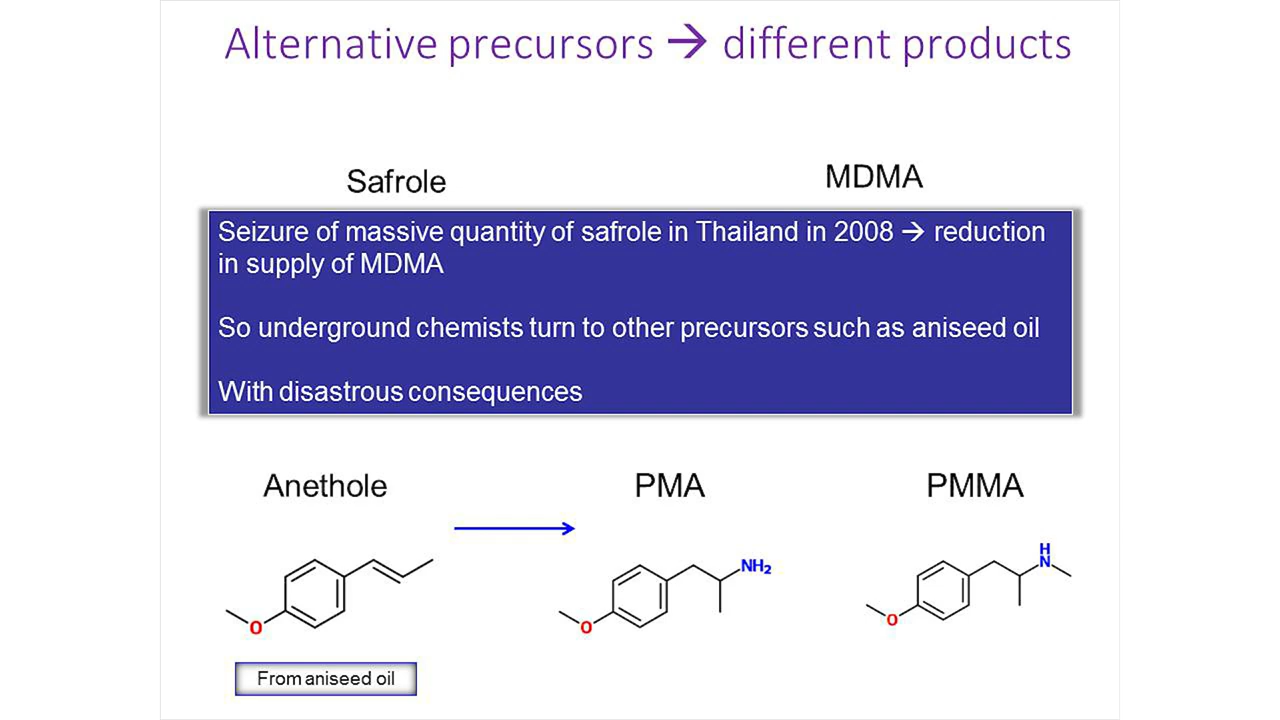 Alternative precursors → different products
Safrole
MDMA
Seizure of massive quantity of safrole in Thailand in 2008 → reduction
in supply of MDMA
So underground chemists turn to other precursors such as aniseed oil
With disastrous consequences
Anethole
PMA
PMMA
O
NH₂
O
H
N
O
From aniseed oil